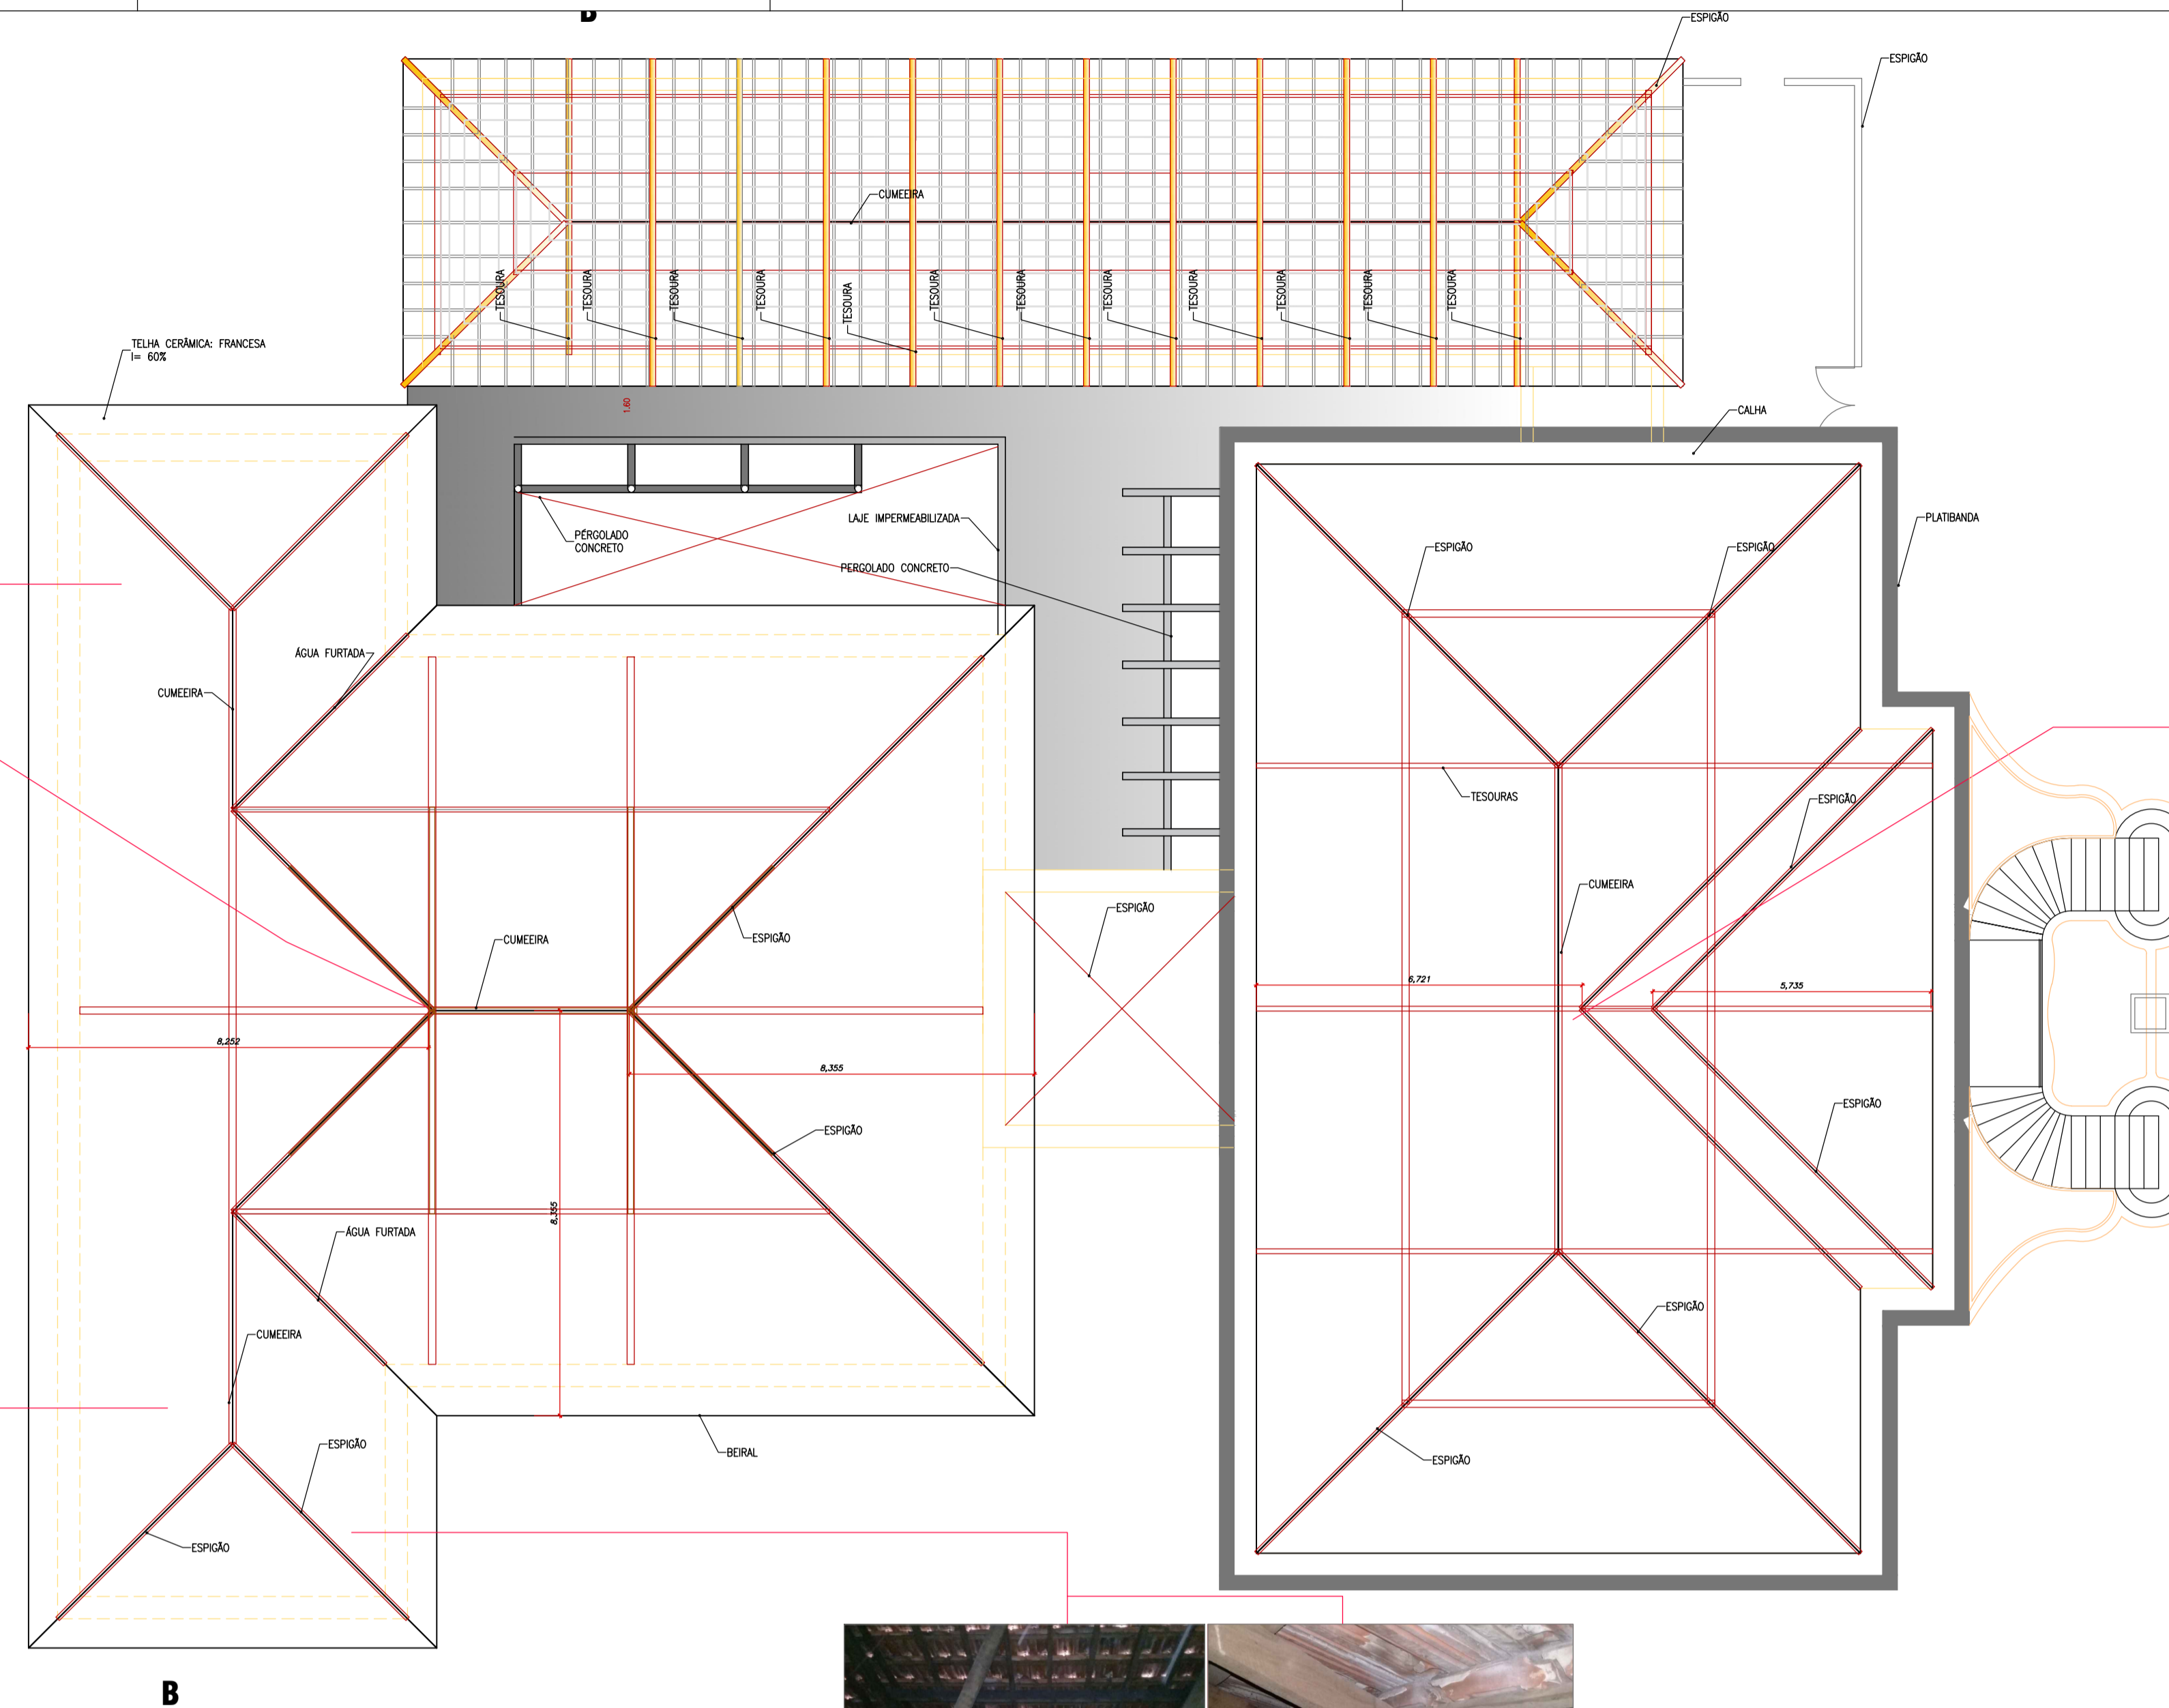 B
ESPIGÃO
ESPIGÃO
CUMEEIRA
TESOURA
TESOURA
TESOURA
TESOURA
TESOURA
TESOURA
TESOURA
TESOURA
TESOURA
TESOURA
TESOURA
TESOURA
TELHA CERÂMICA: FRANCESA
I= 60%
1.60
CALHA
PÉRGOLADO
CONCRETO
LAJE IMPERMEABILIZADA
PLATIBANDA
ESPIGÃO
ESPIGÃO
PERGOLADO CONCRETO
ÁGUA FURTADA
CUMEEIRA
TESOURAS
ESPIGÃO
CUMEEIRA
ESPIGÃO
ESPIGÃO
CUMEEIRA
6,721
5,735
8,252
8,355
ESPIGÃO
ESPIGÃO
8,355
ÁGUA FURTADA
ESPIGÃO
CUMEEIRA
ESPIGÃO
BEIRAL
ESPIGÃO
ESPIGÃO
B